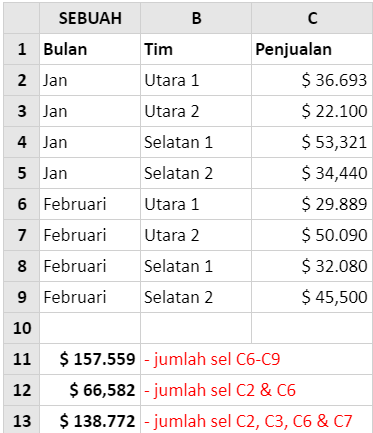 SEBUAH B C
1 Bulan Tim Penjualan
2 Jan Utara 1 $ 36.693
3 Jan Utara 2 $ 22.100
4 Jan Selatan 1 $ 53,321
5 Jan Selatan 2 $ 34,440
6 Februari Utara 1 $ 29.889
7 Februari Utara 2 $ 50.090
8 Februari Selatan 1 $ 32.080
9 Februari Selatan 2 $ 45,500
10
11 $ 157.559 - jumlah sel C6-C9
12 $ 66,582 - jumlah sel C2 & C6
13 $ 138.772 - jumlah sel C2, C3, C6 & C7